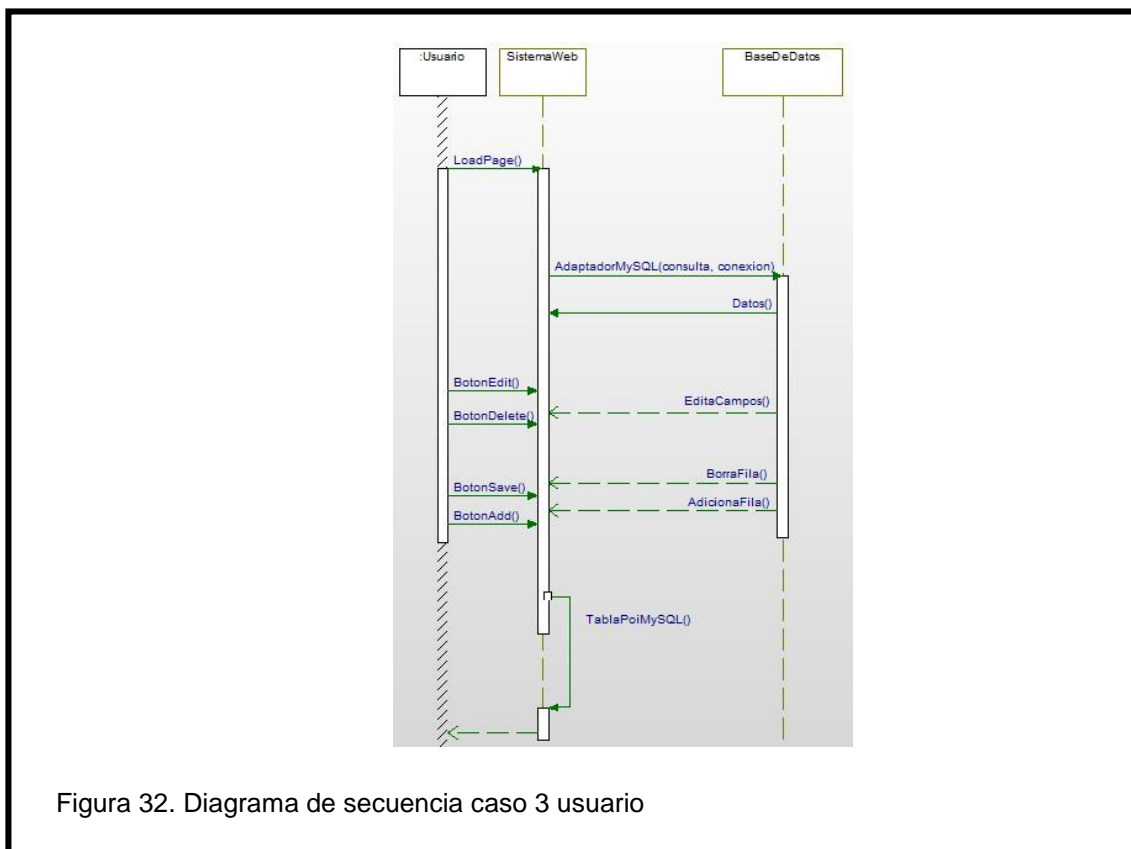 :Usuario
SistemaWeb
BaseDeDatos
LoadPage()
AdaptadorMySQL(consulta, conexion)
Datos()
BotonEdit()
EditaCampos()
BotonDelete()
BorraFila()
BotonSave()
AdicionaFila()
BotonAdd()
TablaPoiMySQL()
Figura 32. Diagrama de secuencia caso 3 usuario